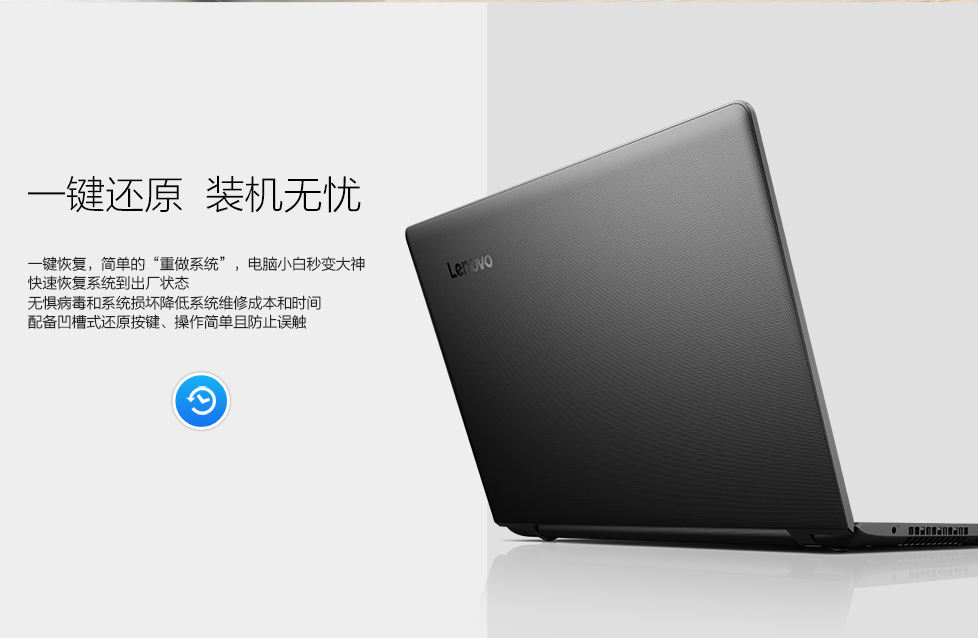 一键还原 装机无忧
一键恢复，简单的“重做系统”，电脑小白秒变大神
快速恢复系统到出厂状态
无惧病毒和系统损坏降低系统维修成本和时间
配备凹槽式还原按键、操作简单且防止误触
Lenovo